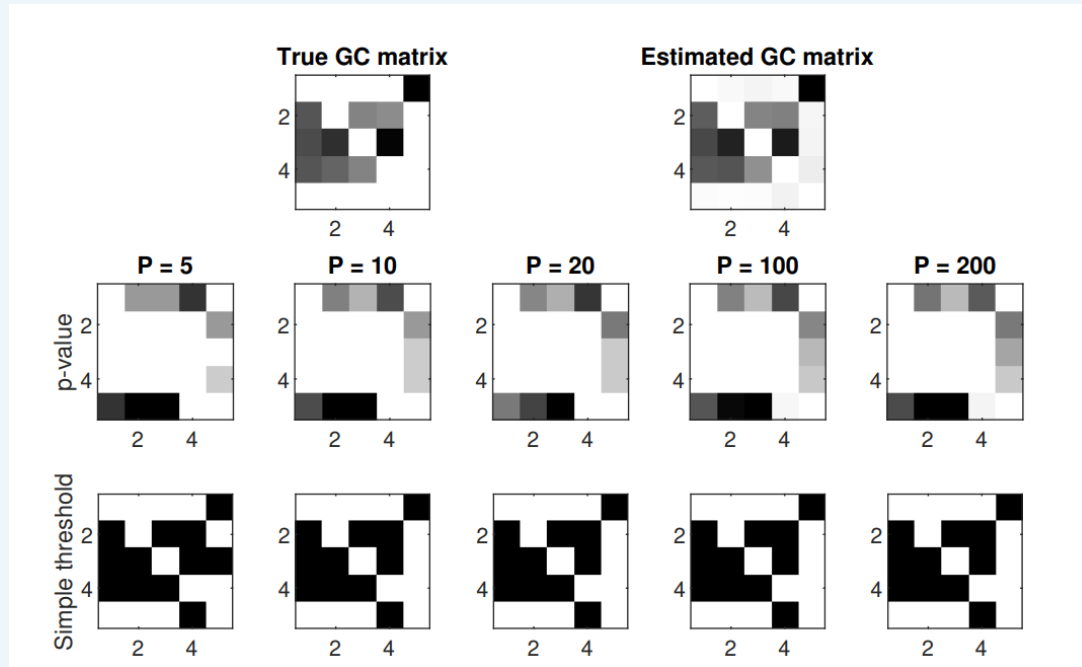 True GC matrix Estimated GC matrix
2 2
4 4
2 4 2 4
P = 5 P = 10 P = 20 P = 100 P = 200
p-value
2 2 2 2 2
4 4 4 4 4
2 4 2 4 2 4 2 4 2 4
Simple threshold
2 2 2 2 2
4 4 4 4 4
2 4 2 4 2 4 2 4 2 4